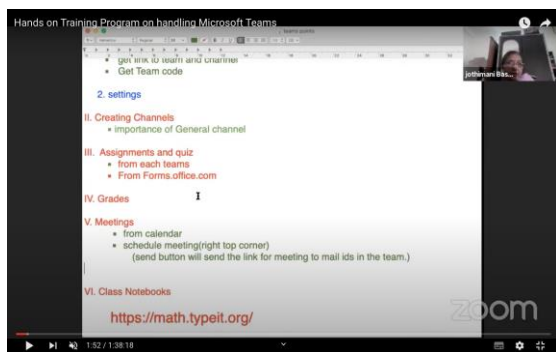 Hands on Training Program on handling Microsoft Teams
teams points
get link to team and channel
Get Team code
2. settings
II. Creating Channels
importance of General channel
III. Assignments and quiz
from each teams
From Forms.office.com
IV. Grades
V. Meetings
from calendar
schedule meeting(right top corner)
(send button will send the link for meeting to mail ids in the team.)
VI. Class Notebooks
https://math.typeit.org/
jothimani Bas...
zoom
1:52 / 1:38:18